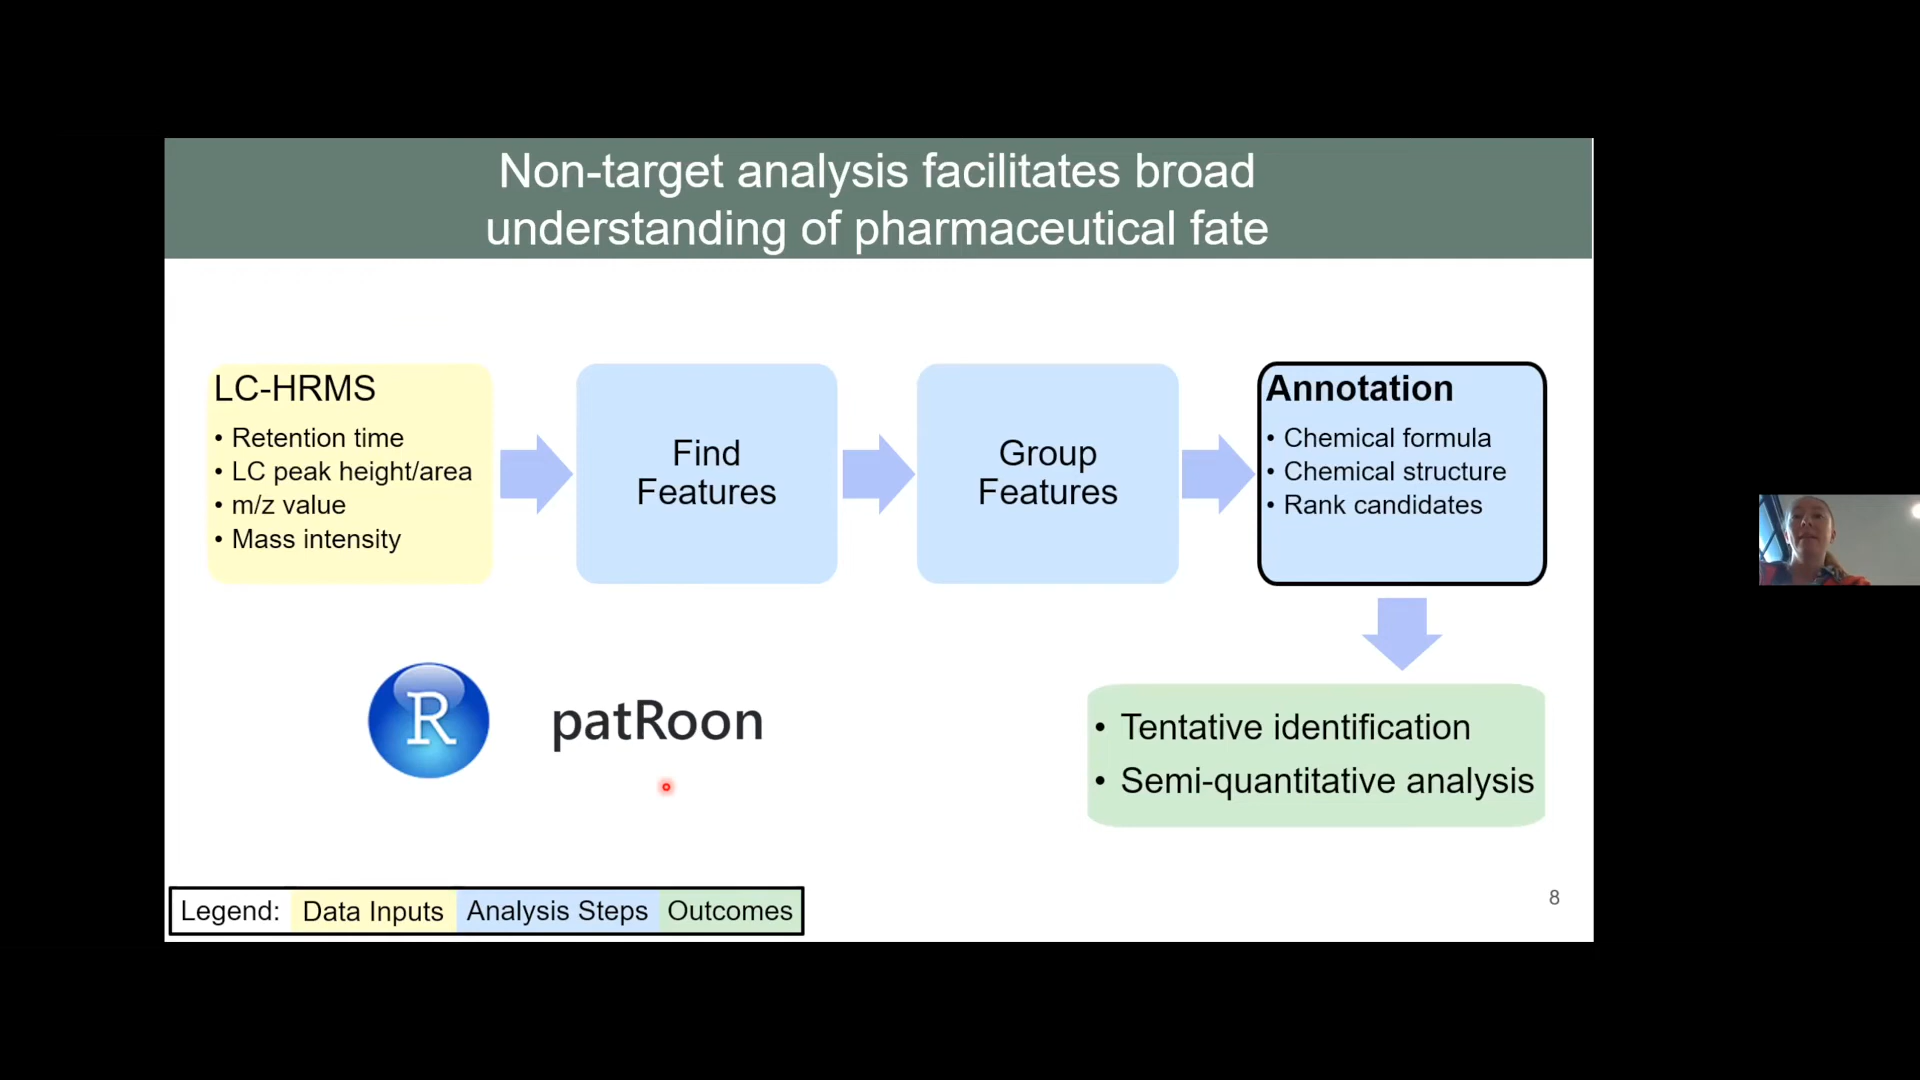 Non-target analysis facilitates broad
understanding of pharmaceutical fate
LC-HRMS
• Retention time
• LC peak height/area
• m/z value
• Mass intensity
Find
Features
Group
Features
Annotation
• Chemical formula
• Chemical structure
• Rank candidates
R
patRoon
• Tentative identification
• Semi-quantitative analysis
Legend: Data Inputs Analysis Steps Outcomes
8